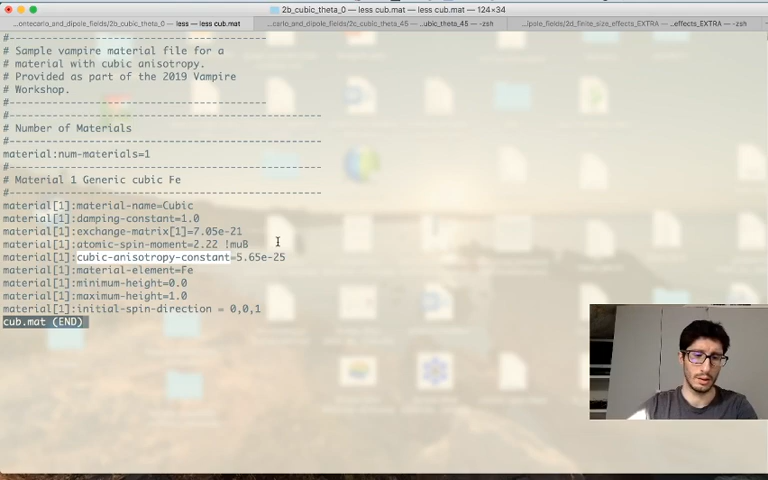 2b_cubic_theta_0 — less cub.mat — less cub.mat — 124×34
...ontecarlo_and_dipole_fields/2b_cubic_theta_0 — less ‹ less cub.mat
...carlo_and_dipole_fields/2c_cubic_theta_45 — ...ubic_theta_45 — -zsh
...ipole_fields/2d_finite_size_effects_EXTRA — ...effects_EXTRA — -zsh
#---------------------------------------------
# Sample vampire material file for a
# material with cubic anisotropy.
# Provided as part of the 2019 Vampire
# Workshop.
#---------------------------------------------
#------------------------------------------------------
# Number of Materials
#------------------------------------------------------
material:num-materials=1
#------------------------------------------------------
# Material 1 Generic cubic Fe
#------------------------------------------------------
material[1]:material-name=Cubic
material[1]:damping-constant=1.0
material[1]:exchange-matrix[1]=7.05e-21
material[1]:atomic-spin-moment=2.22 !muB
material[1]:cubic-anisotropy-constant=5.65e-25
material[1]:material-element=Fe
material[1]:minimum-height=0.0
material[1]:maximum-height=1.0
material[1]:initial-spin-direction = 0,0,1
cub.mat (END)